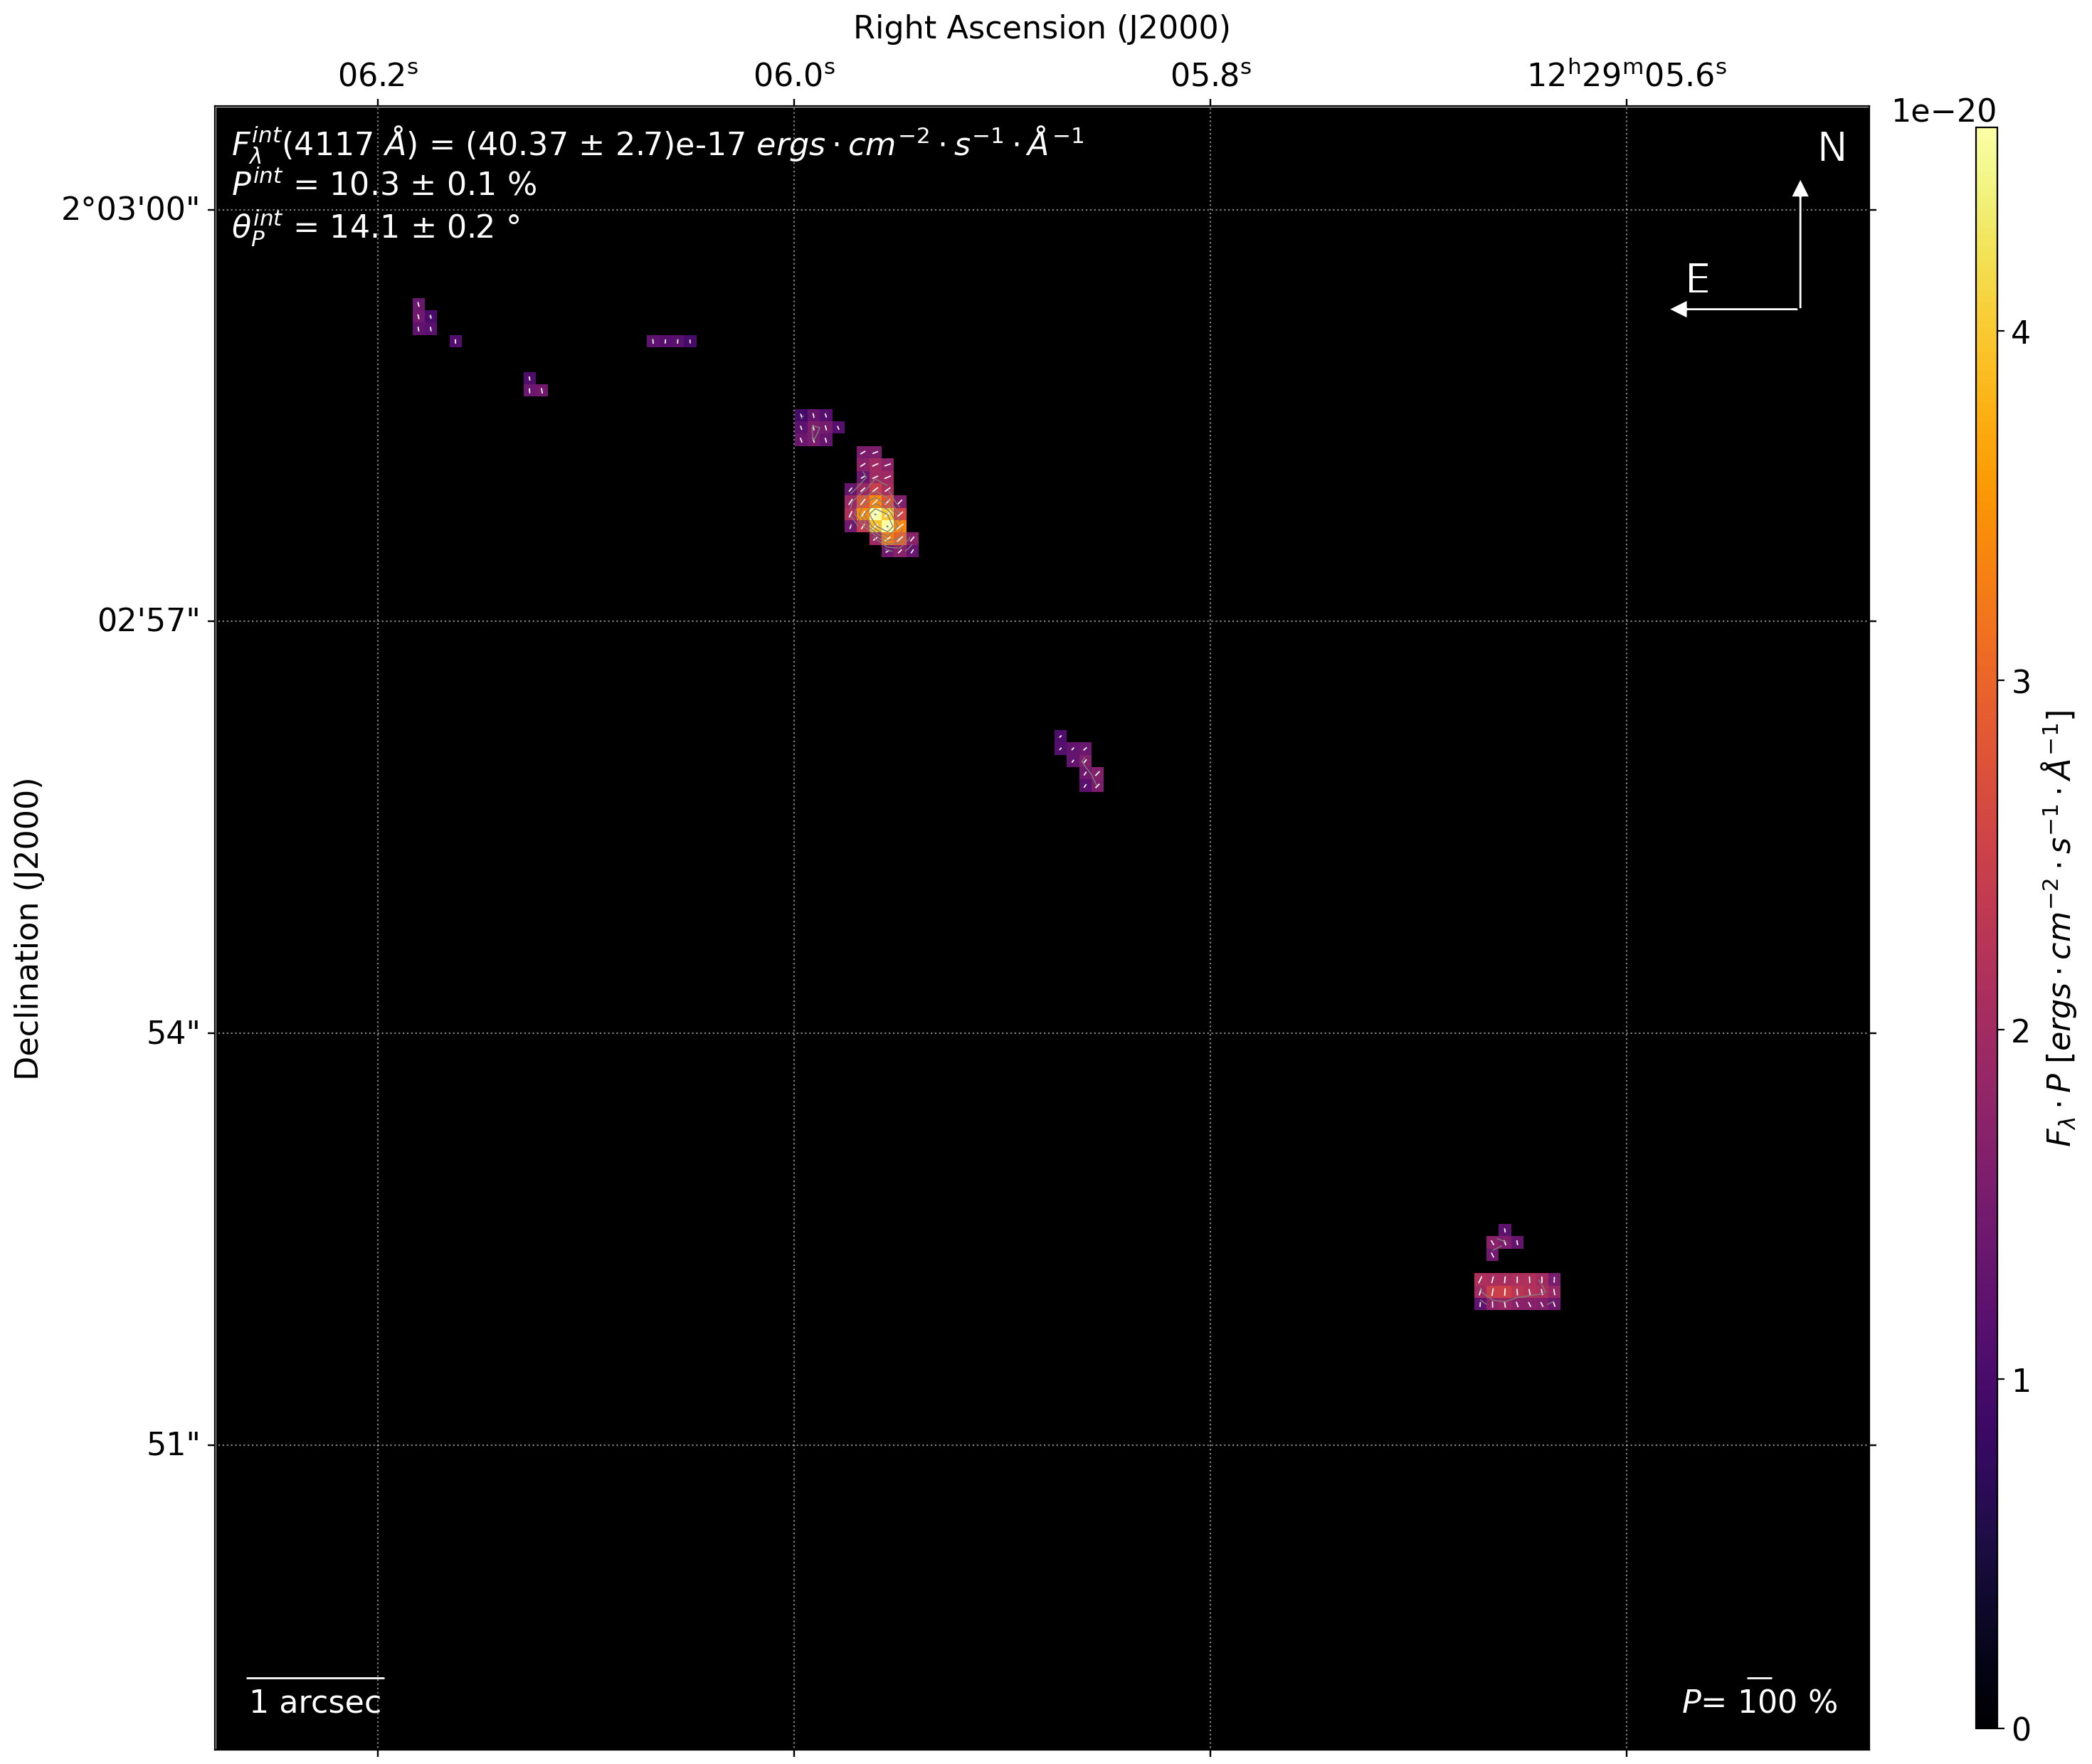 Right Ascension (J2000)
06.2ˢ 06.0ˢ 05.8ˢ 12ʰ29ᵐ05.6ˢ
1e−20
F_λ^int(4117 Å) = (40.37 ± 2.7)e-17 ergs · cm⁻² · s⁻¹ · Å⁻¹
P^int = 10.3 ± 0.1 %
θ_P^int = 14.1 ± 0.2 °
N
E
2°03'00"
02'57"
54"
51"
Declination (J2000)
4
3
2
1
0
F_λ · P [ergs · cm⁻² · s⁻¹ · Å⁻¹]
1 arcsec
P= 100 %